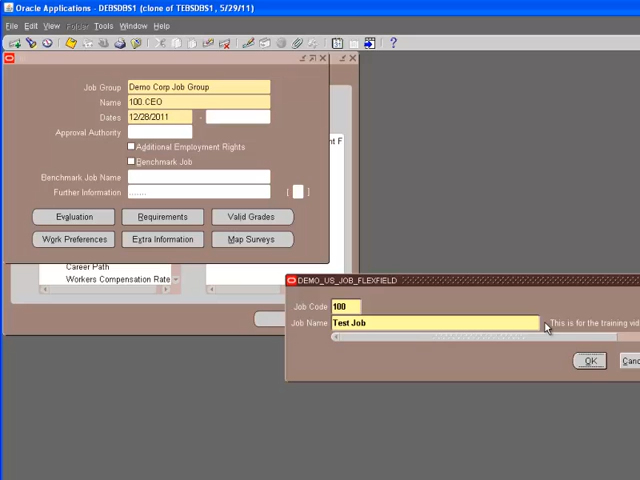 Oracle Applications - DEBSDBS1 (clone of TEBSDBS1, 5/29/11)
File Edit View Folder Tools Window Help
Job Group Demo Corp Job Group
Name 100.CEO
Dates 12/28/2011 -
Approval Authority
Additional Employment Rights
Benchmark Job
Benchmark Job Name
Further Information ...... [ ]
Evaluation Requirements Valid Grades
Work Preferences Extra Information Map Surveys
nt F
Career Path
Workers Compensation Rate
DEMO_US_JOB_FLEXFIELD
Job Code 100
Job Name Test Job This is for the training vid
OK Canc